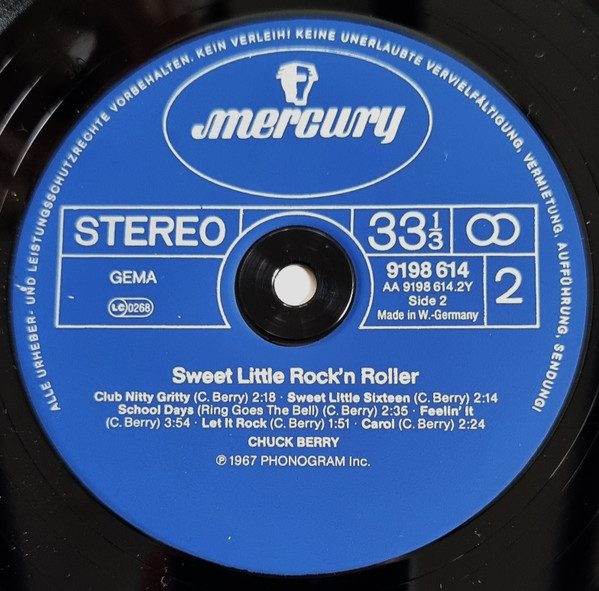 ALLE URHEBER- UND LEISTUNGSSCHUTZRECHTE VORBEHALTEN. KEIN VERLEIH! KEINE UNERLAUBTE VERVIELFÄLTIGUNG, VERMIETUNG, AUFFÜHRUNG, SENDUNG!
mercury
STEREO
33 1/3
GEMA
LC 0268
9198 614
AA 9198 614.2Y
Side 2
Made in W.-Germany
2
Sweet Little Rock'n Roller
Club Nitty Gritty (C. Berry) 2:18 · Sweet Little Sixteen (C. Berry) 2:14
School Days (Ring Goes The Bell) (C. Berry) 2:35 · Feelin' It
(C. Berry) 3:54 · Let It Rock (C. Berry) 1:51 · Carol (C. Berry) 2:24
CHUCK BERRY
℗ 1967 PHONOGRAM Inc.